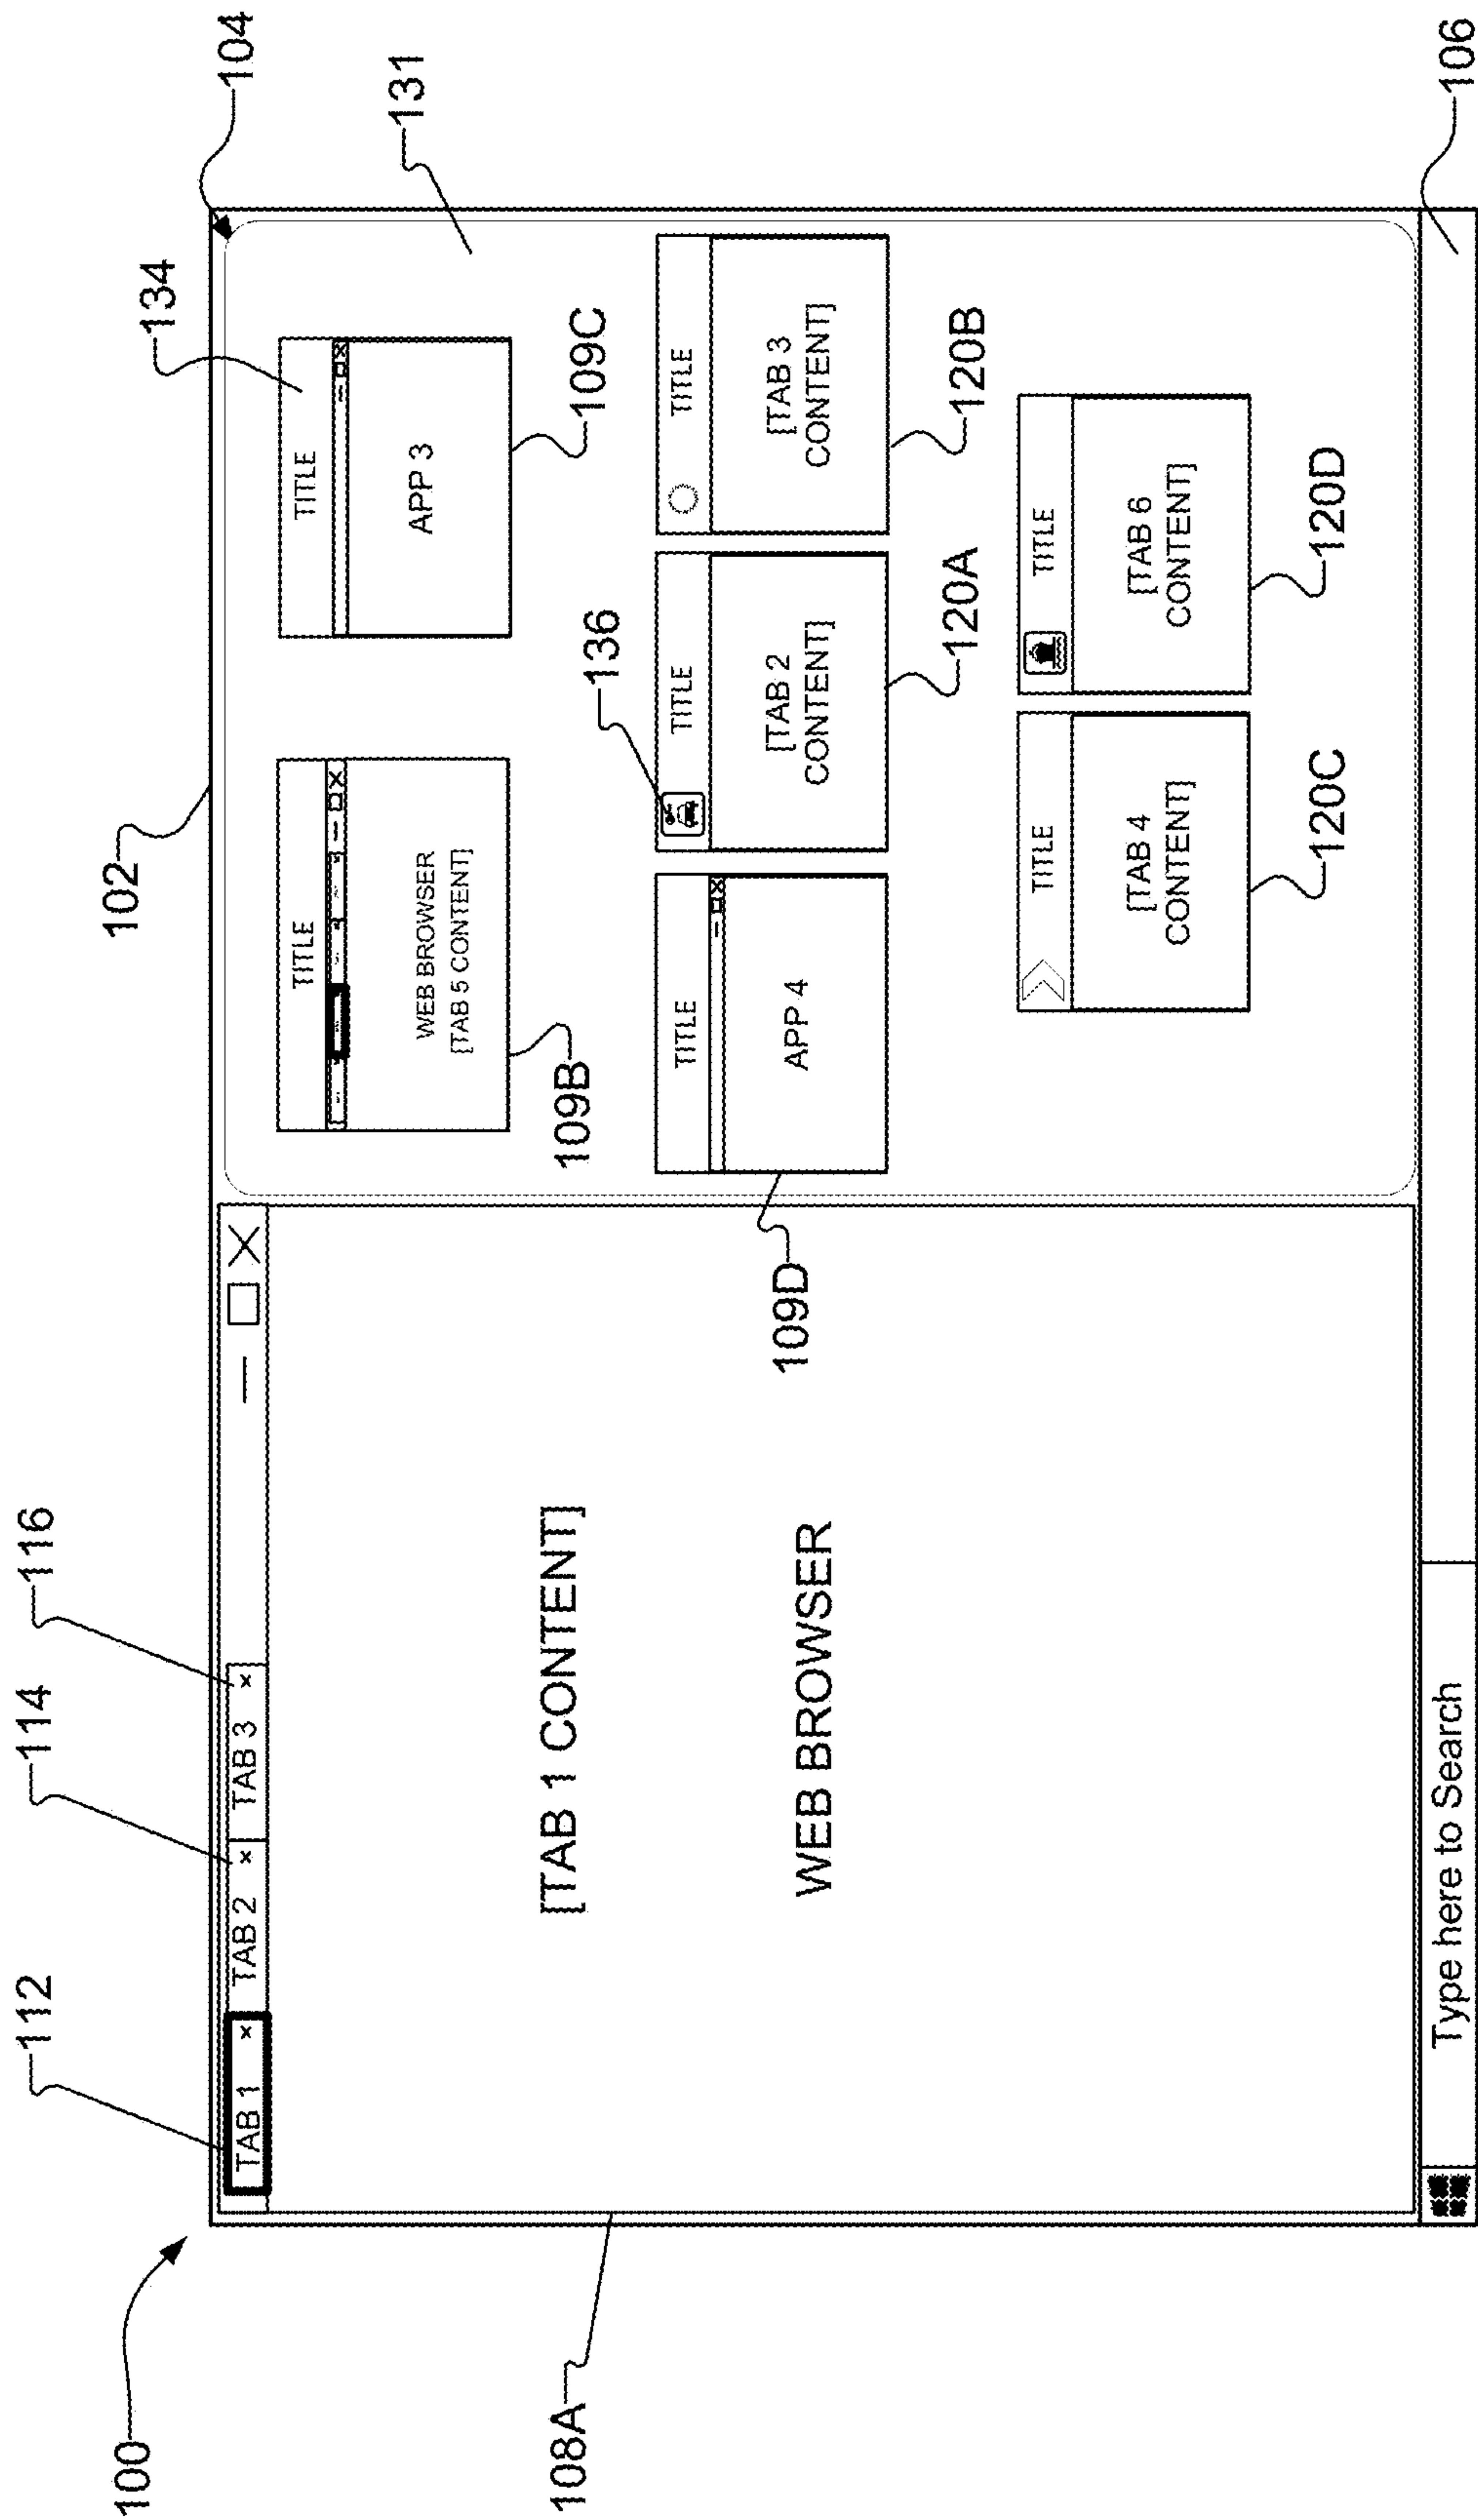 100
102
104
112
114
116
134
131
TAB 1 ×
TAB 2 ×
TAB 3 ×
[TAB 1 CONTENT]
WEB BROWSER
108A
TITLE
WEB BROWSER
[TAB 5 CONTENT]
109B
TITLE
APP 3
109C
136
TITLE
APP 4
109D
TITLE
[TAB 2
CONTENT]
120A
TITLE
[TAB 3
CONTENT]
120B
TITLE
[TAB 4
CONTENT]
120C
TITLE
[TAB 6
CONTENT]
120D
Type here to Search
106